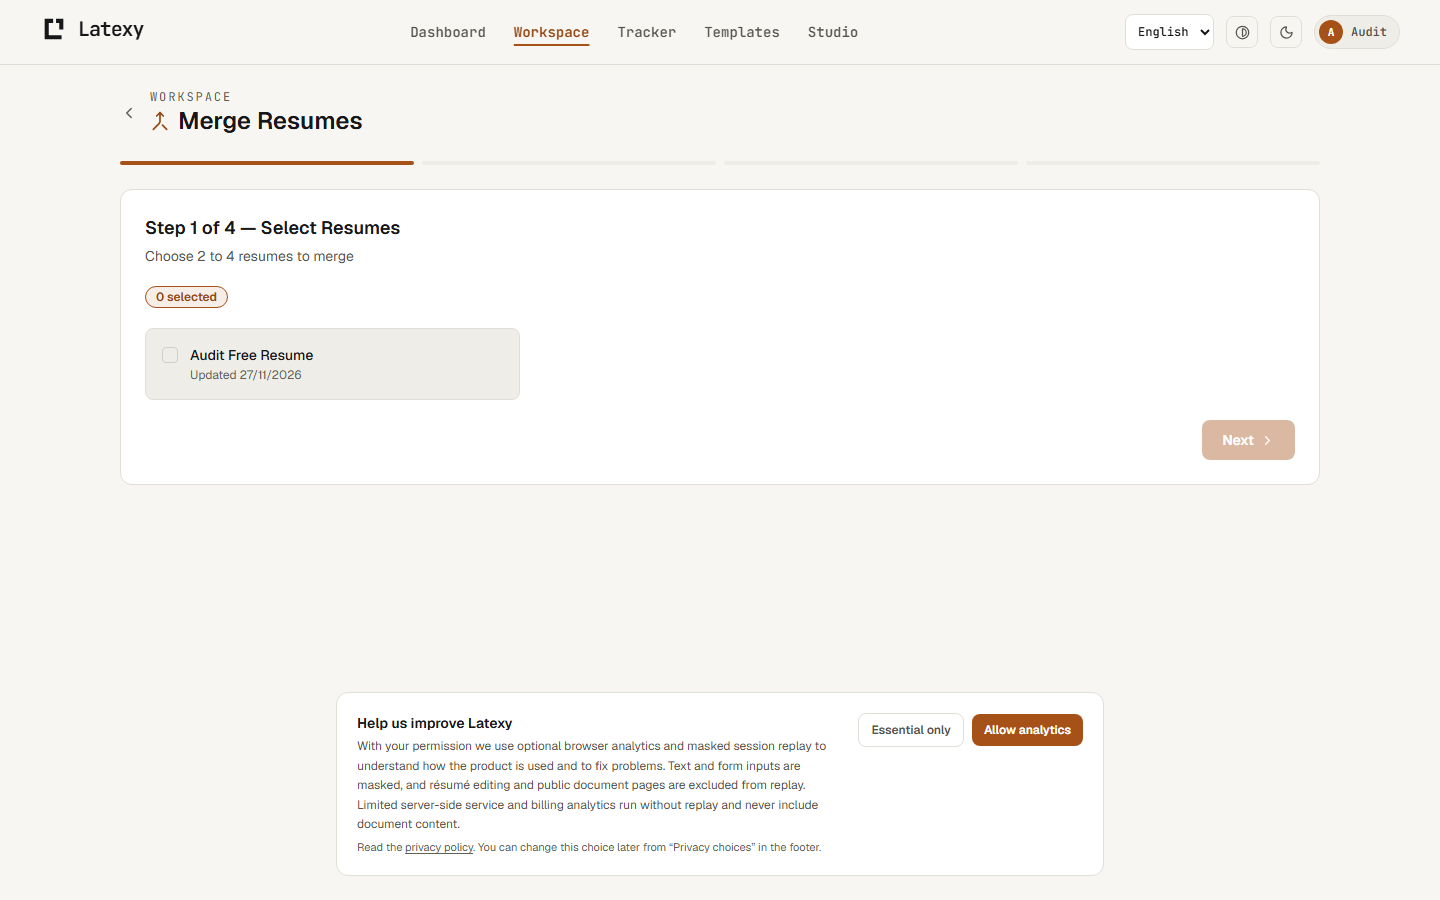 Latexy
Dashboard
Workspace
Tracker
Templates
Studio
English
A
Audit
WORKSPACE
Merge Resumes
Step 1 of 4 — Select Resumes
Choose 2 to 4 resumes to merge
0 selected
Audit Free Resume
Updated 27/11/2026
Next
Help us improve Latexy
With your permission we use optional browser analytics and masked session replay to
understand how the product is used and to fix problems. Text and form inputs are
masked, and résumé editing and public document pages are excluded from replay.
Limited server-side service and billing analytics run without replay and never include
document content.
Read the privacy policy. You can change this choice later from “Privacy choices” in the footer.
Essential only
Allow analytics